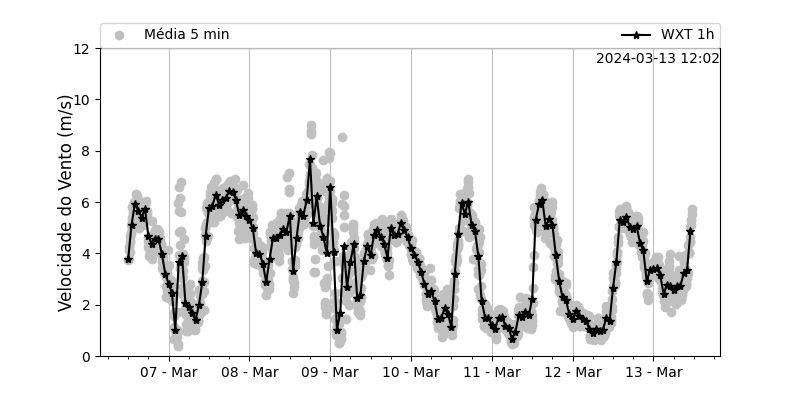 Média 5 min
WXT 1h
2024-03-13 12:02
Velocidade do Vento (m/s)
12
10
8
6
4
2
0
07 - Mar
08 - Mar
09 - Mar
10 - Mar
11 - Mar
12 - Mar
13 - Mar